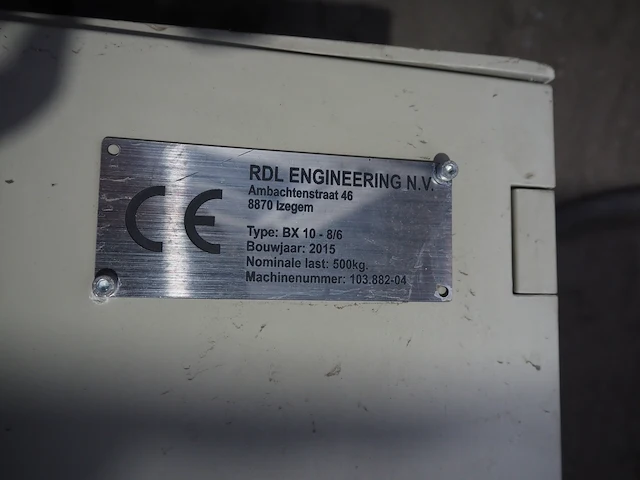 CE
RDL ENGINEERING N.V.
Ambachtenstraat 46
8870 Izegem
Type: BX 10 - 8/6
Bouwjaar: 2015
Nominale last: 500kg.
Machinenummer: 103.882-04